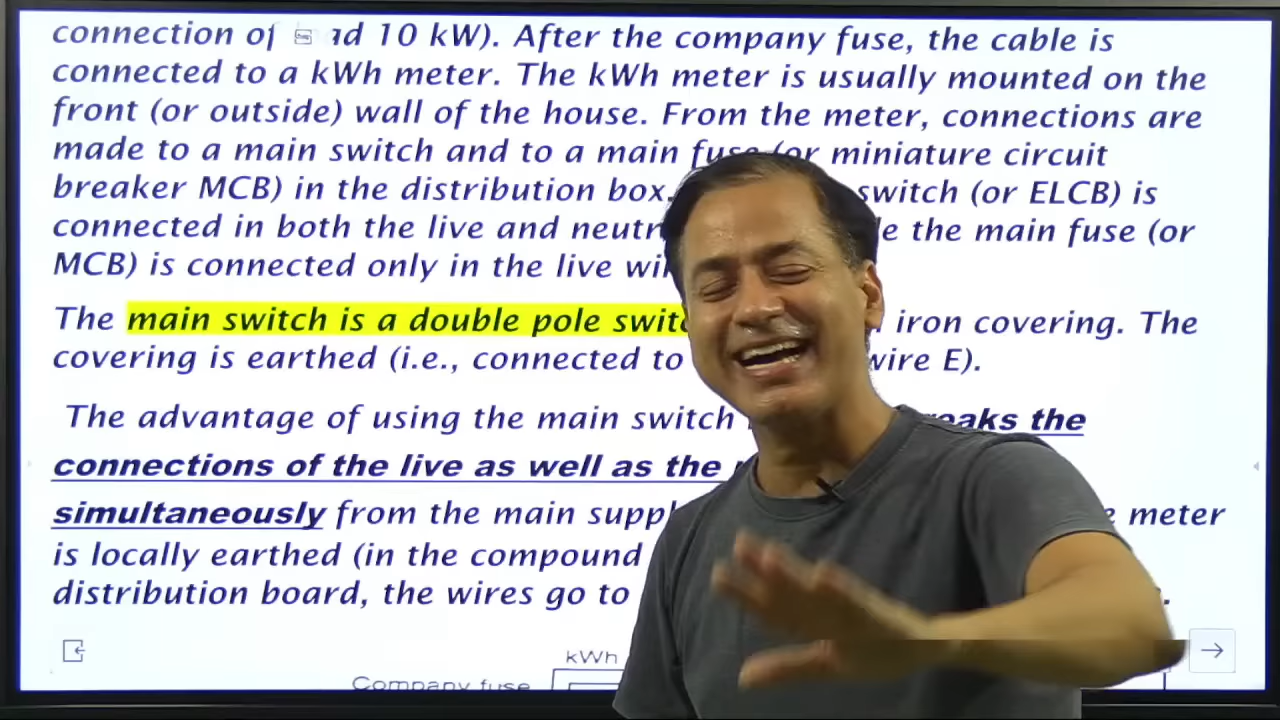 connection of 10 kW). After the company fuse, the cable is
connected to a kWh meter. The kWh meter is usually mounted on the
front (or outside) wall of the house. From the meter, connections are
made to a main switch and to a main fuse (or miniature circuit
breaker MCB) in the distribution box. switch (or ELCB) is
connected in both the live and the main fuse (or
MCB) is connected only in the live
The main switch is a double pole iron covering. The
covering is earthed (i.e., connected to wire E).
The advantage of using the main switch the
connections of the live as well as the
simultaneously from the main meter
is locally earthed (in the compound
distribution board, the wires go to
kWh
Company fuse